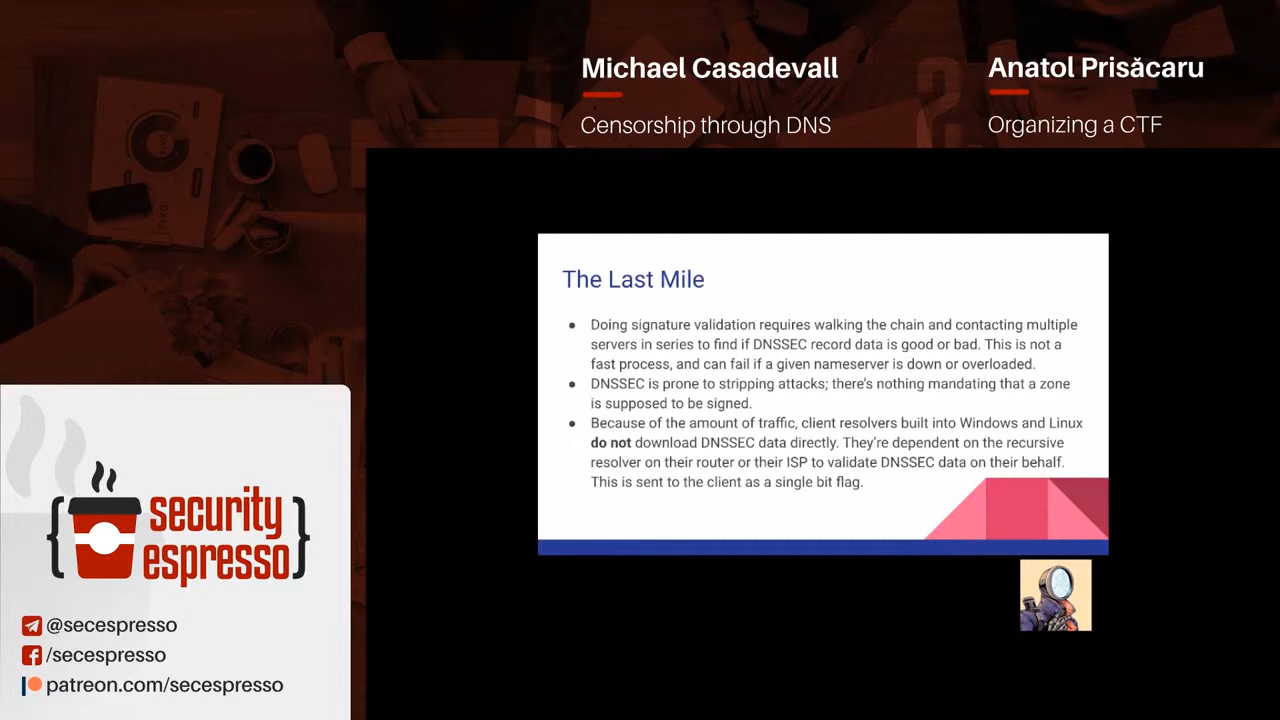 Michael Casadevall
Censorship through DNS
Anatol Prisăcaru
Organizing a CTF
The Last Mile
● Doing signature validation requires walking the chain and contacting multiple
servers in series to find if DNSSEC record data is good or bad. This is not a
fast process, and can fail if a given nameserver is down or overloaded.
● DNSSEC is prone to stripping attacks; there's nothing mandating that a zone
is supposed to be signed.
● Because of the amount of traffic, client resolvers built into Windows and Linux
do not download DNSSEC data directly. They're dependent on the recursive
resolver on their router or their ISP to validate DNSSEC data on their behalf.
This is sent to the client as a single bit flag.
{security
espresso}
@secespresso
/secespresso
patreon.com/secespresso